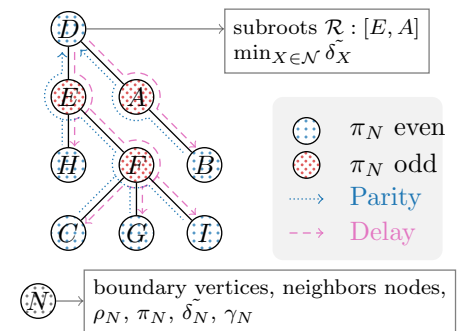 D
subroots ℛ : [E, A]
min_{X∈𝒩} δ̃_X
E
A
H
F
B
C
G
I
π_N even
π_N odd
Parity
Delay
N
boundary vertices, neighbors nodes,
ρ_N, π_N, δ̃_N, γ_N